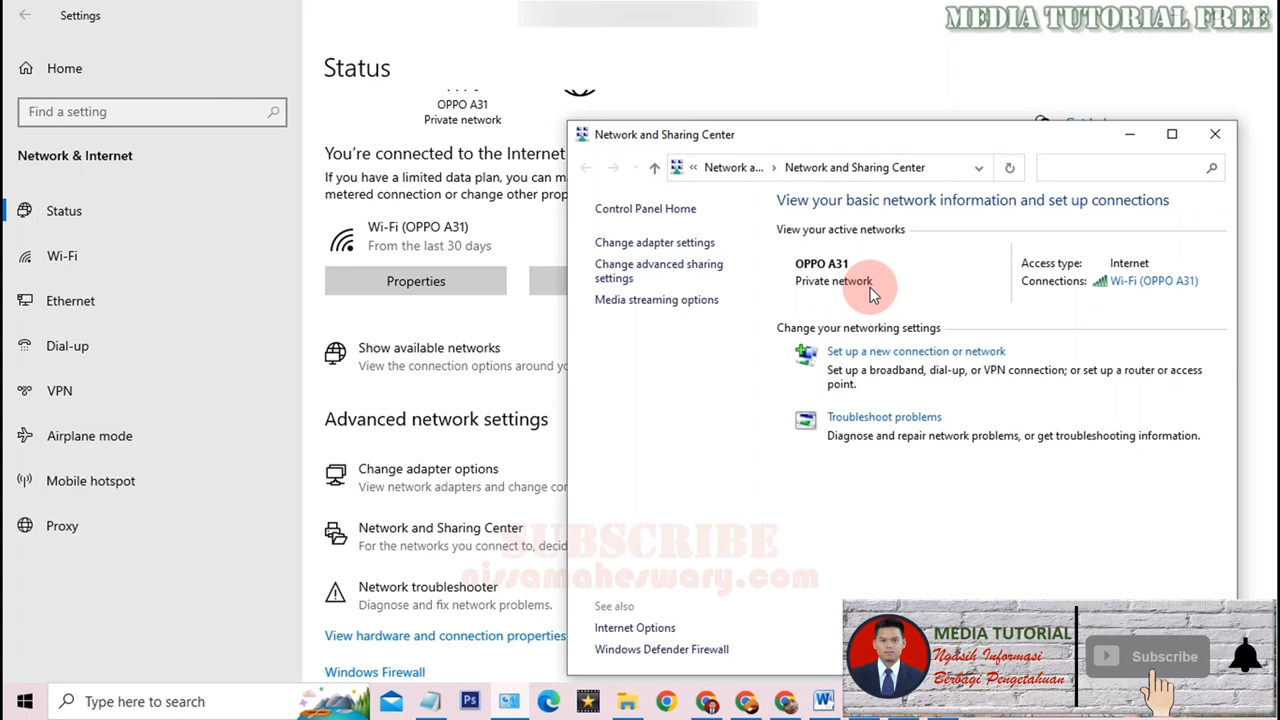 Settings
MEDIA TUTORIAL FREE
Home
Find a setting
Network & Internet
Status
Wi-Fi
Ethernet
Dial-up
VPN
Airplane mode
Mobile hotspot
Proxy
Status
OPPO A31
Private network
You're connected to the Internet
If you have a limited data plan, you can ma
metered connection or change other prop
Wi-Fi (OPPO A31)
From the last 30 days
Properties
Show available networks
View the connection options around yo
Advanced network settings
Change adapter options
View network adapters and change con
Network and Sharing Center
For the networks you connect to, decid
Network troubleshooter
Diagnose and fix network problems.
View hardware and connection properties
Windows Firewall
Network and Sharing Center
« Network a... › Network and Sharing Center
Control Panel Home
Change adapter settings
Change advanced sharing
settings
Media streaming options
View your basic network information and set up connections
View your active networks
OPPO A31
Private network
Access type: Internet
Connections: Wi-Fi (OPPO A31)
Change your networking settings
Set up a new connection or network
Set up a broadband, dial-up, or VPN connection; or set up a router or access
point.
Troubleshoot problems
Diagnose and repair network problems, or get troubleshooting information.
SUBSCRIBE
nissamaheswary.com
See also
Internet Options
Windows Defender Firewall
MEDIA TUTORIAL
Ngasih Informasi
Berbagi Pengetahuan
Subscribe
Type here to search